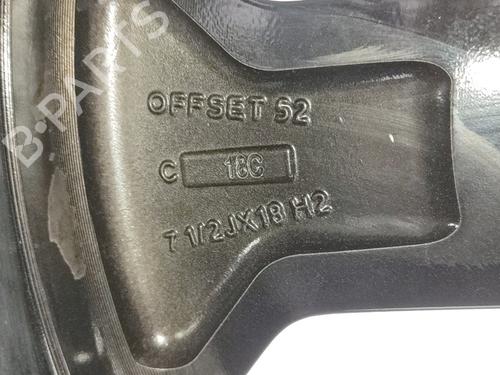 B-PARTS
OFFSET 52
C 18C
7 1/2JX18 H2